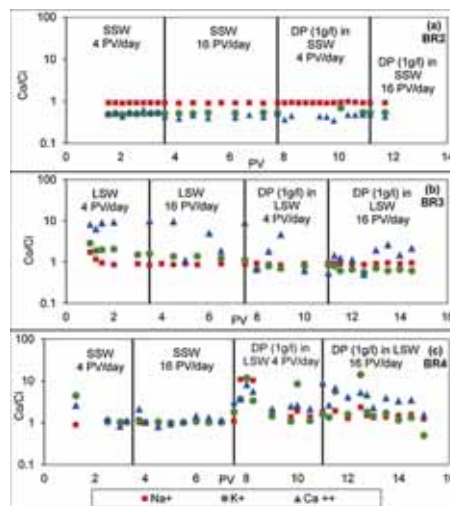 (a)
SSW
4 PV/day
SSW
16 PV/day
DP (1g/l) in
SSW
4 PV/day
BR2
DP (1g/l) in
SSW
16 PV/day
Co/Ci
100
10
1
0.1
0 2 4 6 8 10 12 14
PV
(b)
LSW
4 PV/day
LSW
16 PV/day
DP (1g/l) in
LSW
4 PV/day
DP (1g/l) in
LSW
16 PV/day
BR3
Co/Ci
100
10
1
0.1
0 2 4 6 8 10 12 14 16
PV
(c)
SSW
4 PV/day
SSW
16 PV/day
DP (1g/l) in
LSW 4 PV/day
DP (1g/l) in LSW
16 PV/day
BR4
Co/Ci
100
10
1
0.1
0 2 4 6 PV 8 10 12 14 16
Na+ K+ Ca ++